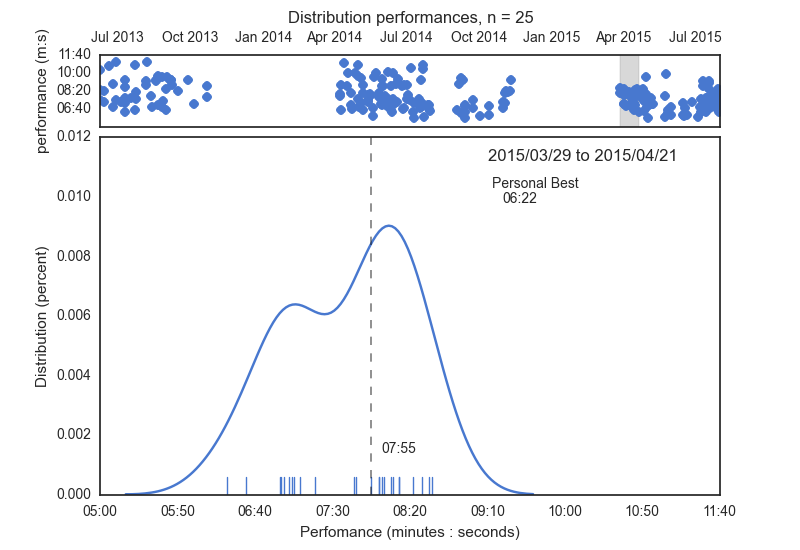 Distribution performances, n = 25
Jul 2013 Oct 2013 Jan 2014 Apr 2014 Jul 2014 Oct 2014 Jan 2015 Apr 2015 Jul 2015
performance (m:s)
11:40
10:00
08:20
06:40
0.012
2015/03/29 to 2015/04/21
Personal Best
06:22
0.010
0.008
Distribution (percent)
0.006
0.004
0.002
07:55
0.000
05:00 05:50 06:40 07:30 08:20 09:10 10:00 10:50 11:40
Perfomance (minutes : seconds)